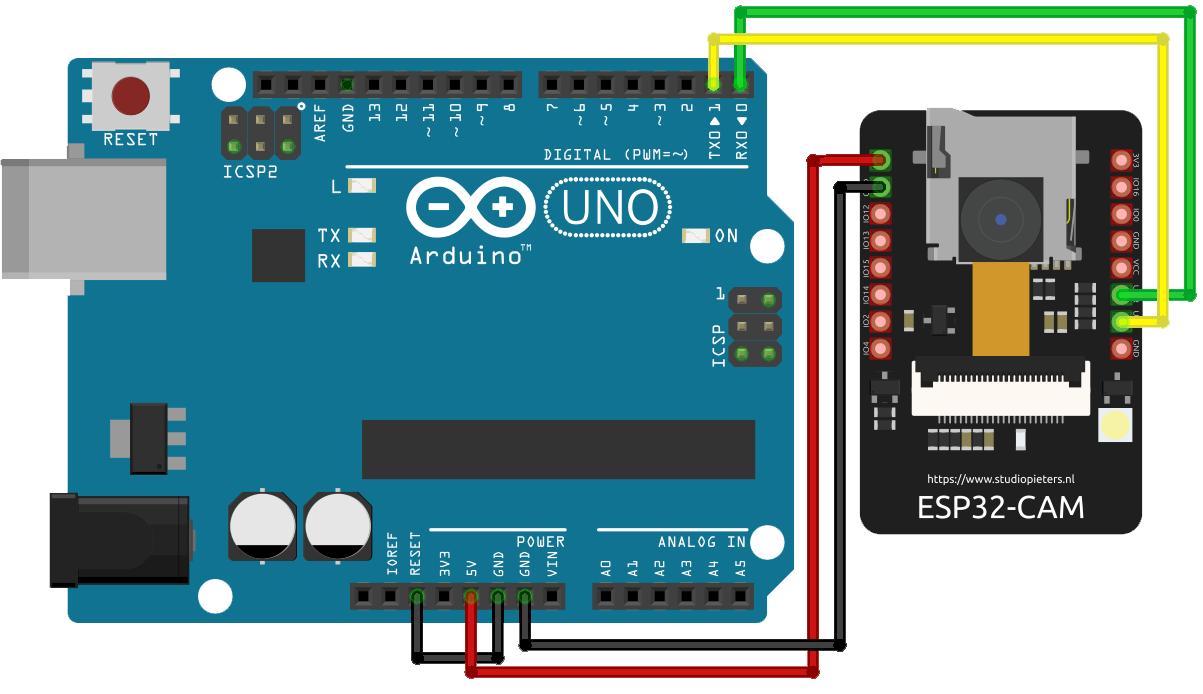 RESET
ICSP2
AREF
GND
13
12
~11
~10
~9
8
7
~6
~5
4
~3
2
TX0▶1
RX0◀0
DIGITAL (PWM=~)
L
TX
RX
UNO
Arduino™
ON
1
ICSP
IOREF
RESET
3V3
5V
GND
GND
VIN
POWER
ANALOG IN
A0
A1
A2
A3
A4
A5
IO12
IO13
IO15
IO14
IO2
IO4
3V3
IO16
IO0
GND
VCC
GND
https://www.studiopieters.nl
ESP32-CAM